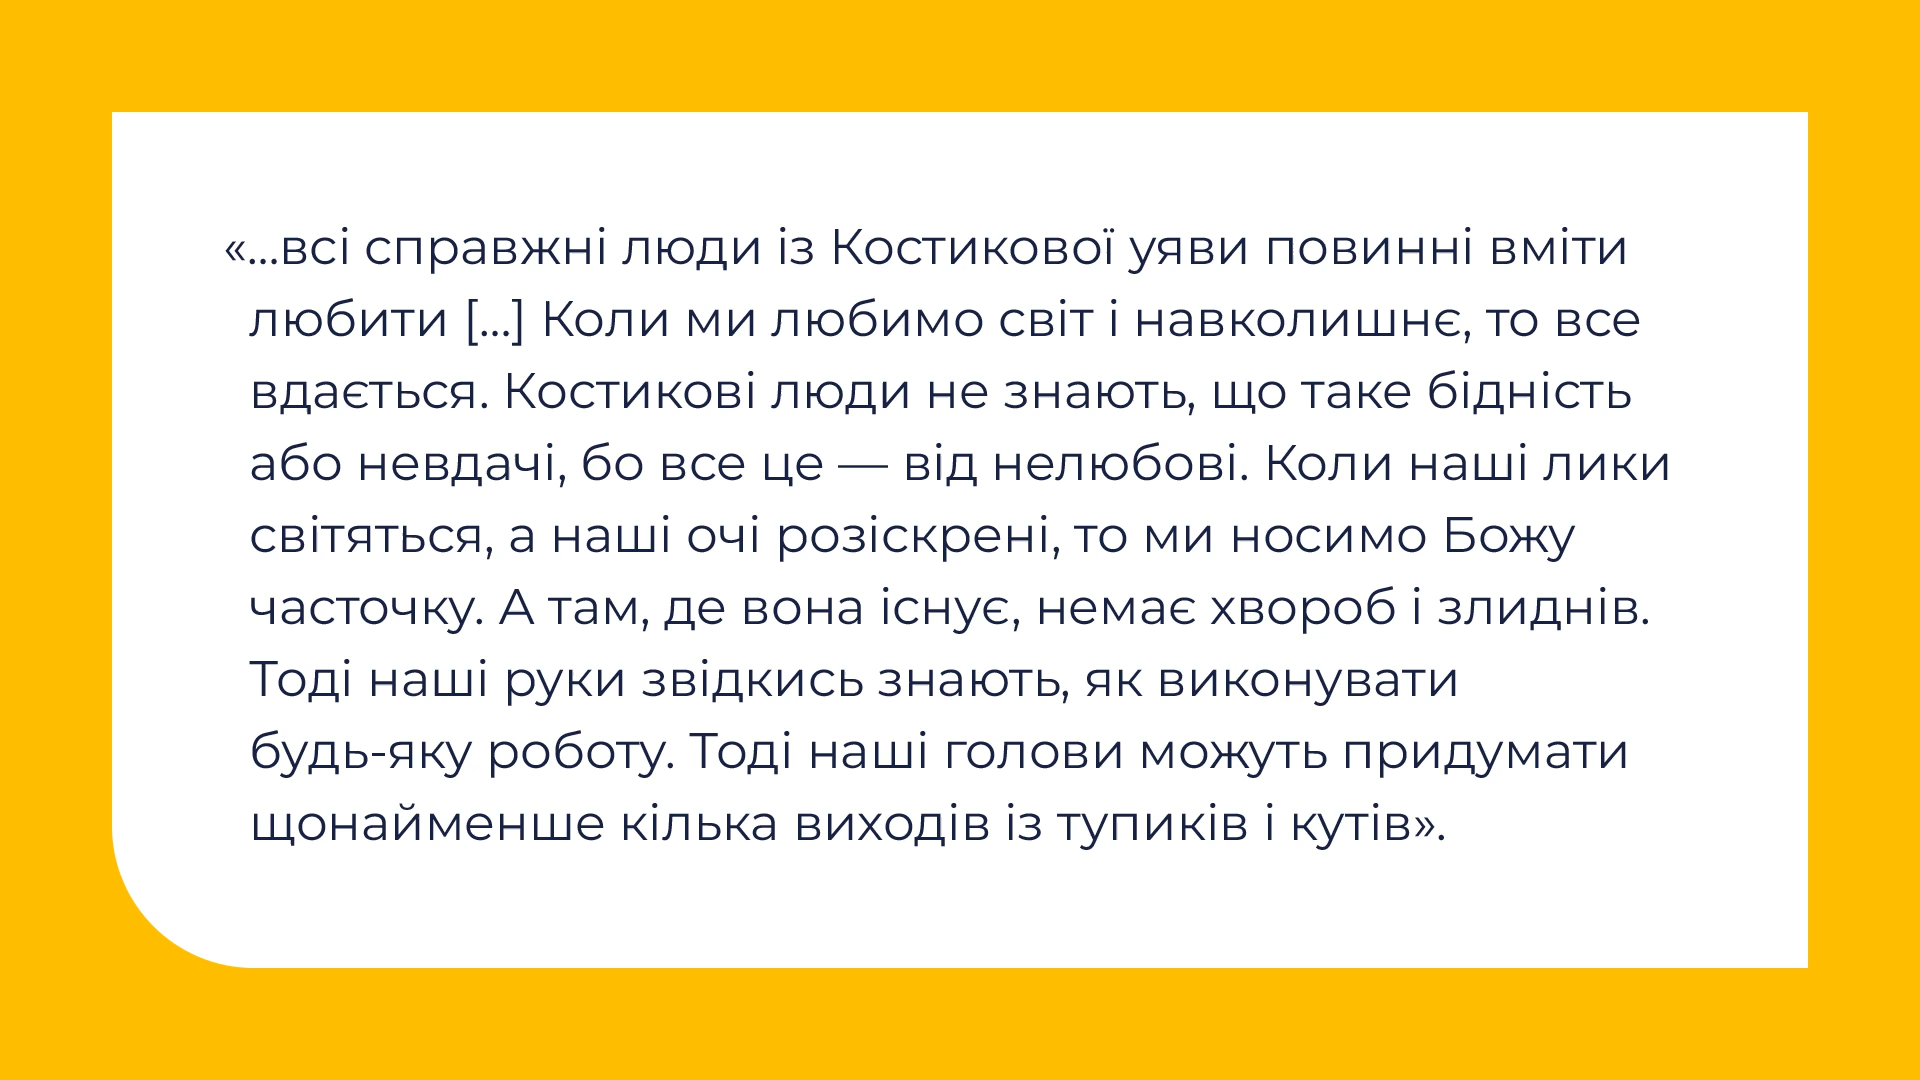 «...всі справжні люди із Костикової уяви повинні вміти
любити [...] Коли ми любимо світ і навколишнє, то все
вдається. Костикові люди не знають, що таке бідність
або невдачі, бо все це — від нелюбові. Коли наші лики
світяться, а наші очі розіскрені, то ми носимо Божу
часточку. А там, де вона існує, немає хвороб і злиднів.
Тоді наші руки звідкись знають, як виконувати
будь-яку роботу. Тоді наші голови можуть придумати
щонайменше кілька виходів із тупиків і кутів».